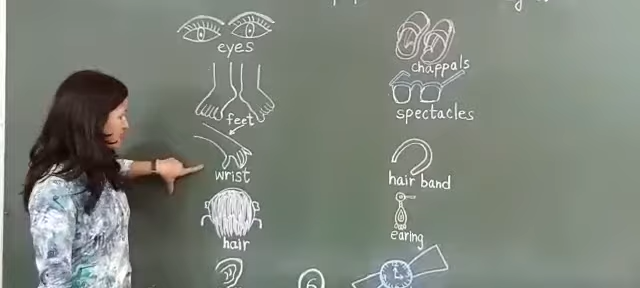 eyes
chappals
feet
spectacles
wrist
hair band
hair
earing